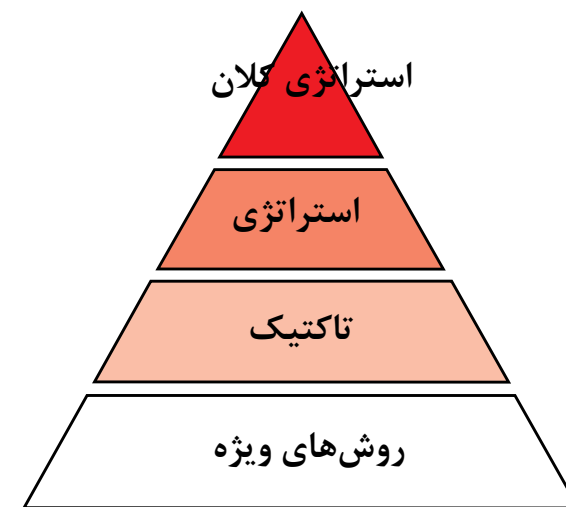 استراتژی کلان
استراتژی
تاکتیک
روش‌های ویژه